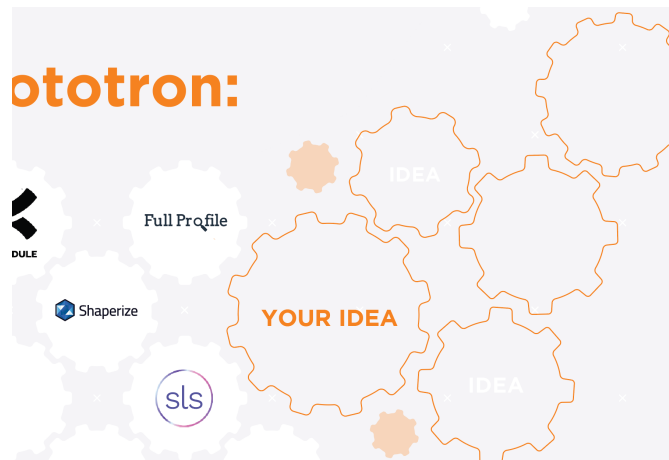 ototron:
IDEA
Full Profile
DULE
Shaperize
YOUR IDEA
sls
IDEA